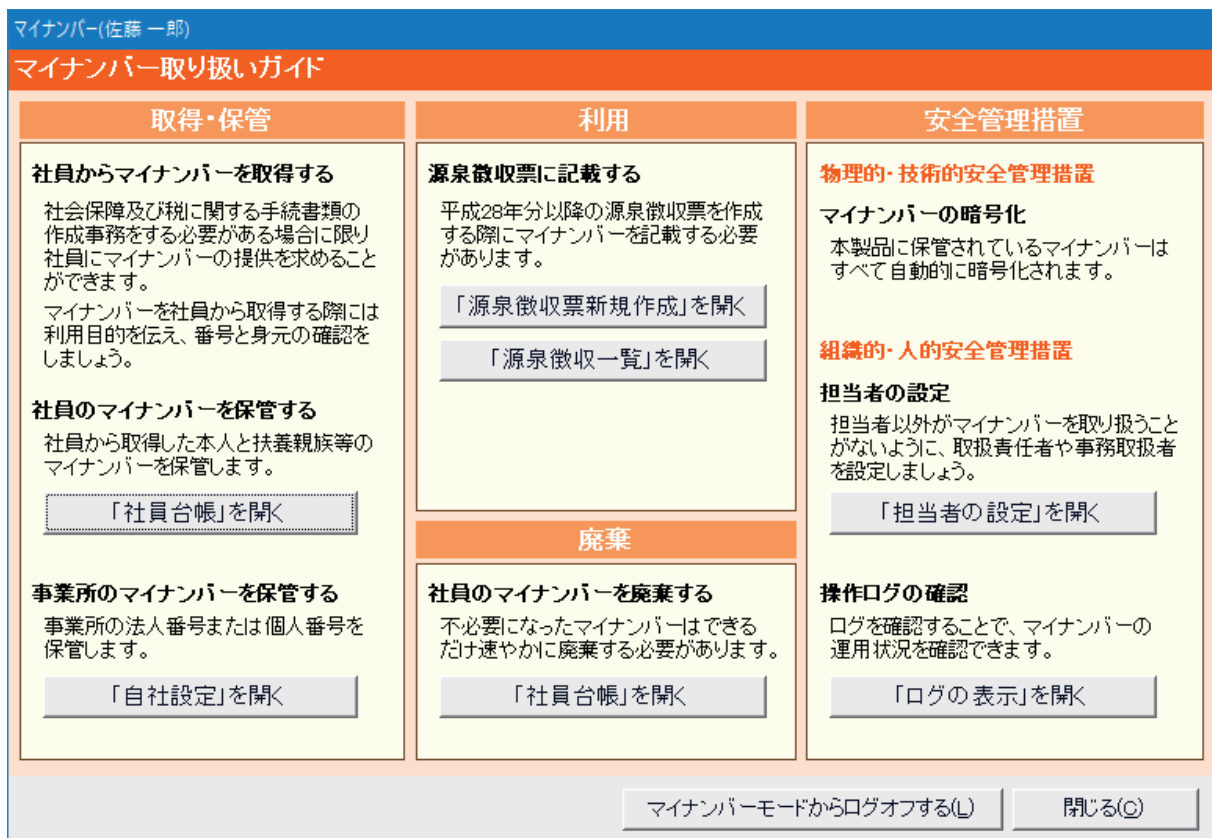 マイナンバー(佐藤 一郎)
マイナンバー取り扱いガイド
取得・保管
社員からマイナンバーを取得する
社会保障及び税に関する手続書類の
作成事務をする必要がある場合に限り
社員にマイナンバーの提供を求めること
ができます。
マイナンバーを社員から取得する際には
利用目的を伝え、番号と身元の確認を
しましょう。
社員のマイナンバーを保管する
社員から取得した本人と扶養親族等の
マイナンバーを保管します。
「社員台帳」を開く
事業所のマイナンバーを保管する
事業所の法人番号または個人番号を
保管します。
「自社設定」を開く
利用
源泉徴収票に記載する
平成28年分以降の源泉徴収票を作成
する際にマイナンバーを記載する必要
があります。
「源泉徴収票新規作成」を開く
「源泉徴収一覧」を開く
廃棄
社員のマイナンバーを廃棄する
不必要になったマイナンバーはできる
だけ速やかに廃棄する必要があります。
「社員台帳」を開く
安全管理措置
物理的・技術的安全管理措置
マイナンバーの暗号化
本製品に保管されているマイナンバーは
すべて自動的に暗号化されます。
組織的・人的安全管理措置
担当者の設定
担当者以外がマイナンバーを取り扱うこと
がないように、取扱責任者や事務取扱者
を設定しましょう。
「担当者の設定」を開く
操作ログの確認
ログを確認することで、マイナンバーの
運用状況を確認できます。
「ログの表示」を開く
マイナンバーモードからログオフする(L)
閉じる(C)